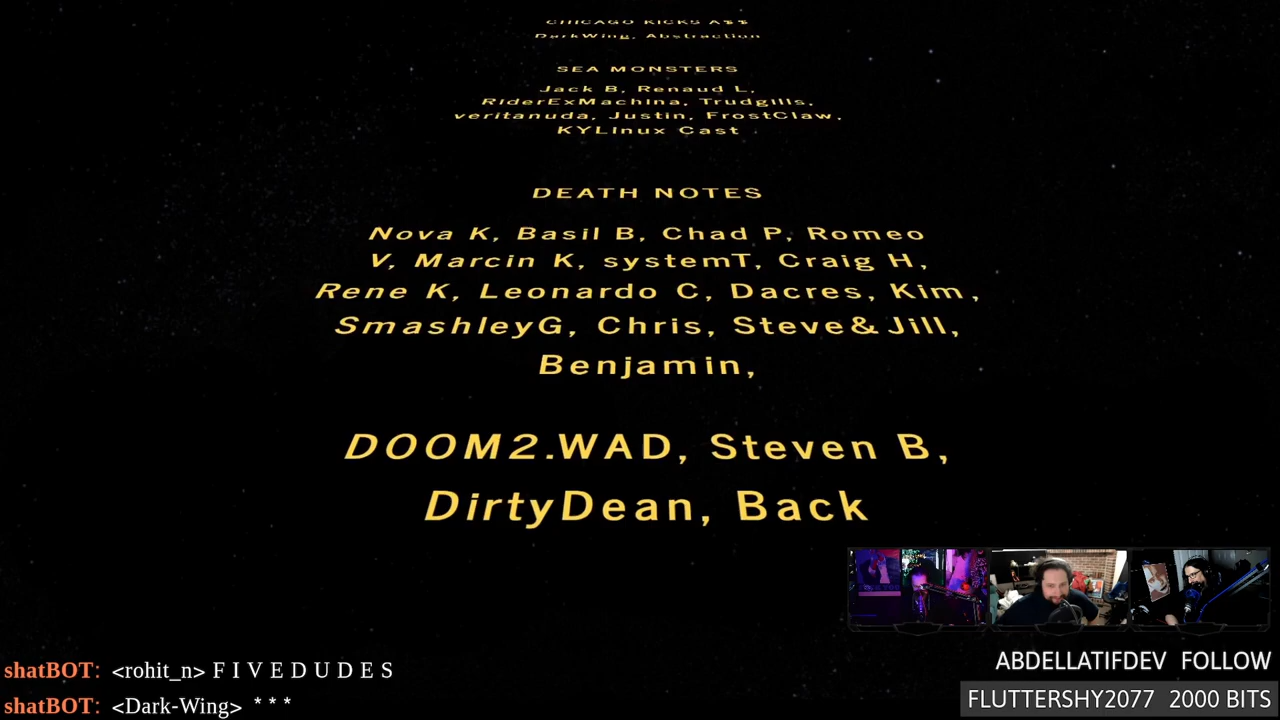 CHICAGO KICKS A$$
DarkWing, Abstraction
SEA MONSTERS
Jack B, Renaud L,
RiderExMachina, Trudgills,
veritanuda, Justin, FrostClaw,
KYLinux Cast
DEATH NOTES
Nova K, Basil B, Chad P, Romeo
V, Marcin K, systemT, Craig H,
Rene K, Leonardo C, Dacres, Kim,
SmashleyG, Chris, Steve& Jill,
Benjamin,
DOOM2.WAD, Steven B,
DirtyDean, Back
shatBOT: <rohit_n> F I V E D U D E S
shatBOT: <Dark-Wing> * * *
ABDELLATIFDEV FOLLOW
FLUTTERSHY2077 2000 BITS